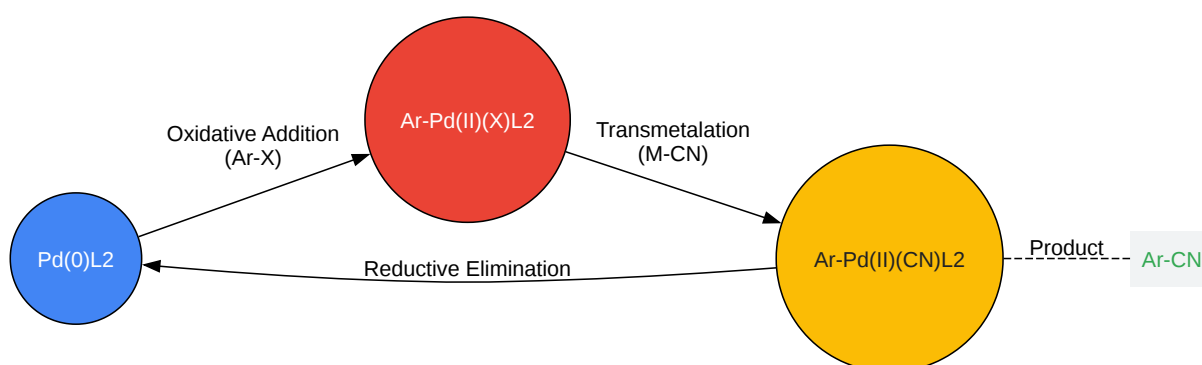 Ar-Pd(II)(X)L2
Oxidative Addition
(Ar-X)
Transmetalation
(M-CN)
Pd(0)L2
Reductive Elimination
Ar-Pd(II)(CN)L2
Product
Ar-CN